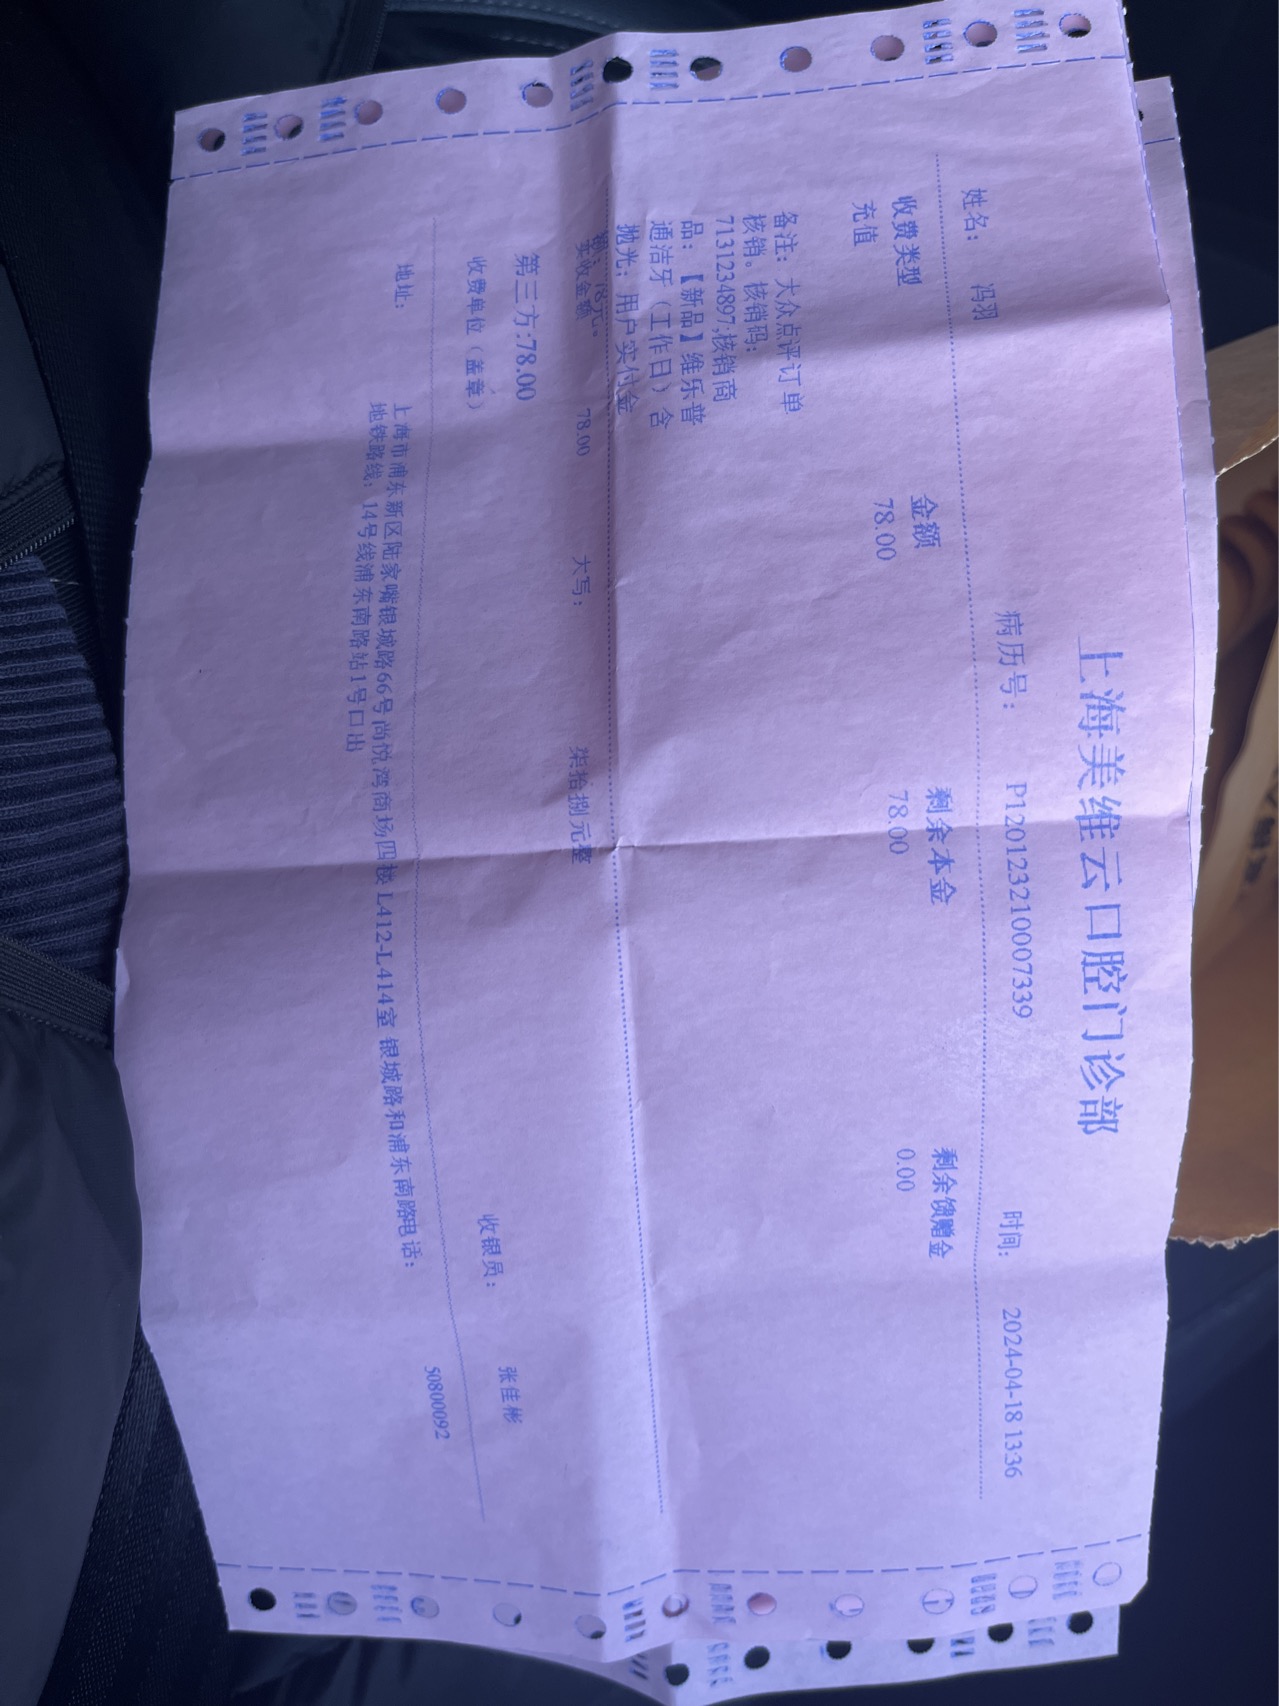 上海美维云口腔门诊部
姓名: 冯羽 病历号: P120123210007339 时间: 2024-04-18 13:36
收费类型 金额 剩余本金 剩余馈赠金
充值 78.00 78.00 0.00
备注: 大众点评订单
核销。核销码:
7131234897;核销商
品:【新品】维乐普
通洁牙(工作日)含
抛光; 用户实付金
额: 78元。
实收金额 78.00 大写: 柒拾捌元整
第三方:78.00
收费单位(盖章) 收银员: 张佳彬
地址: 上海市浦东新区陆家嘴银城路66号尚悦湾商场四楼 L412-L414室 银城路和浦东南路电话: 50800092
地铁路线: 14号线浦东南路站1号口出